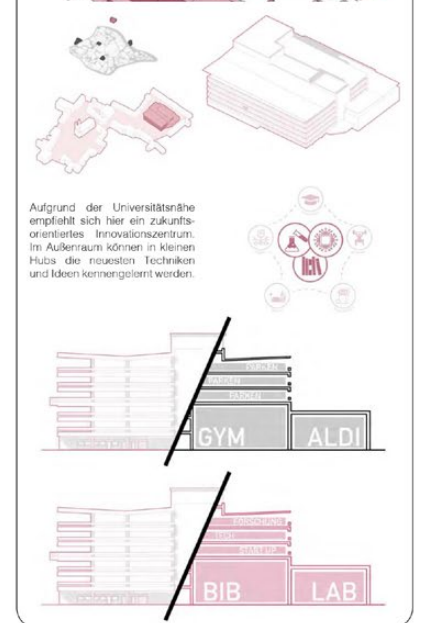 Aufgrund der Universitätsnähe
empfiehlt sich hier ein zukunfts-
orientiertes Innovationszentrum.
Im Außenraum können in kleinen
Hubs die neuesten Techniken
und Ideen kennengelernt werden.
PARKEN
PARKEN
PARKEN
GYM
ALDI
FORSCHUNG
TECH
START UP
BIB
LAB